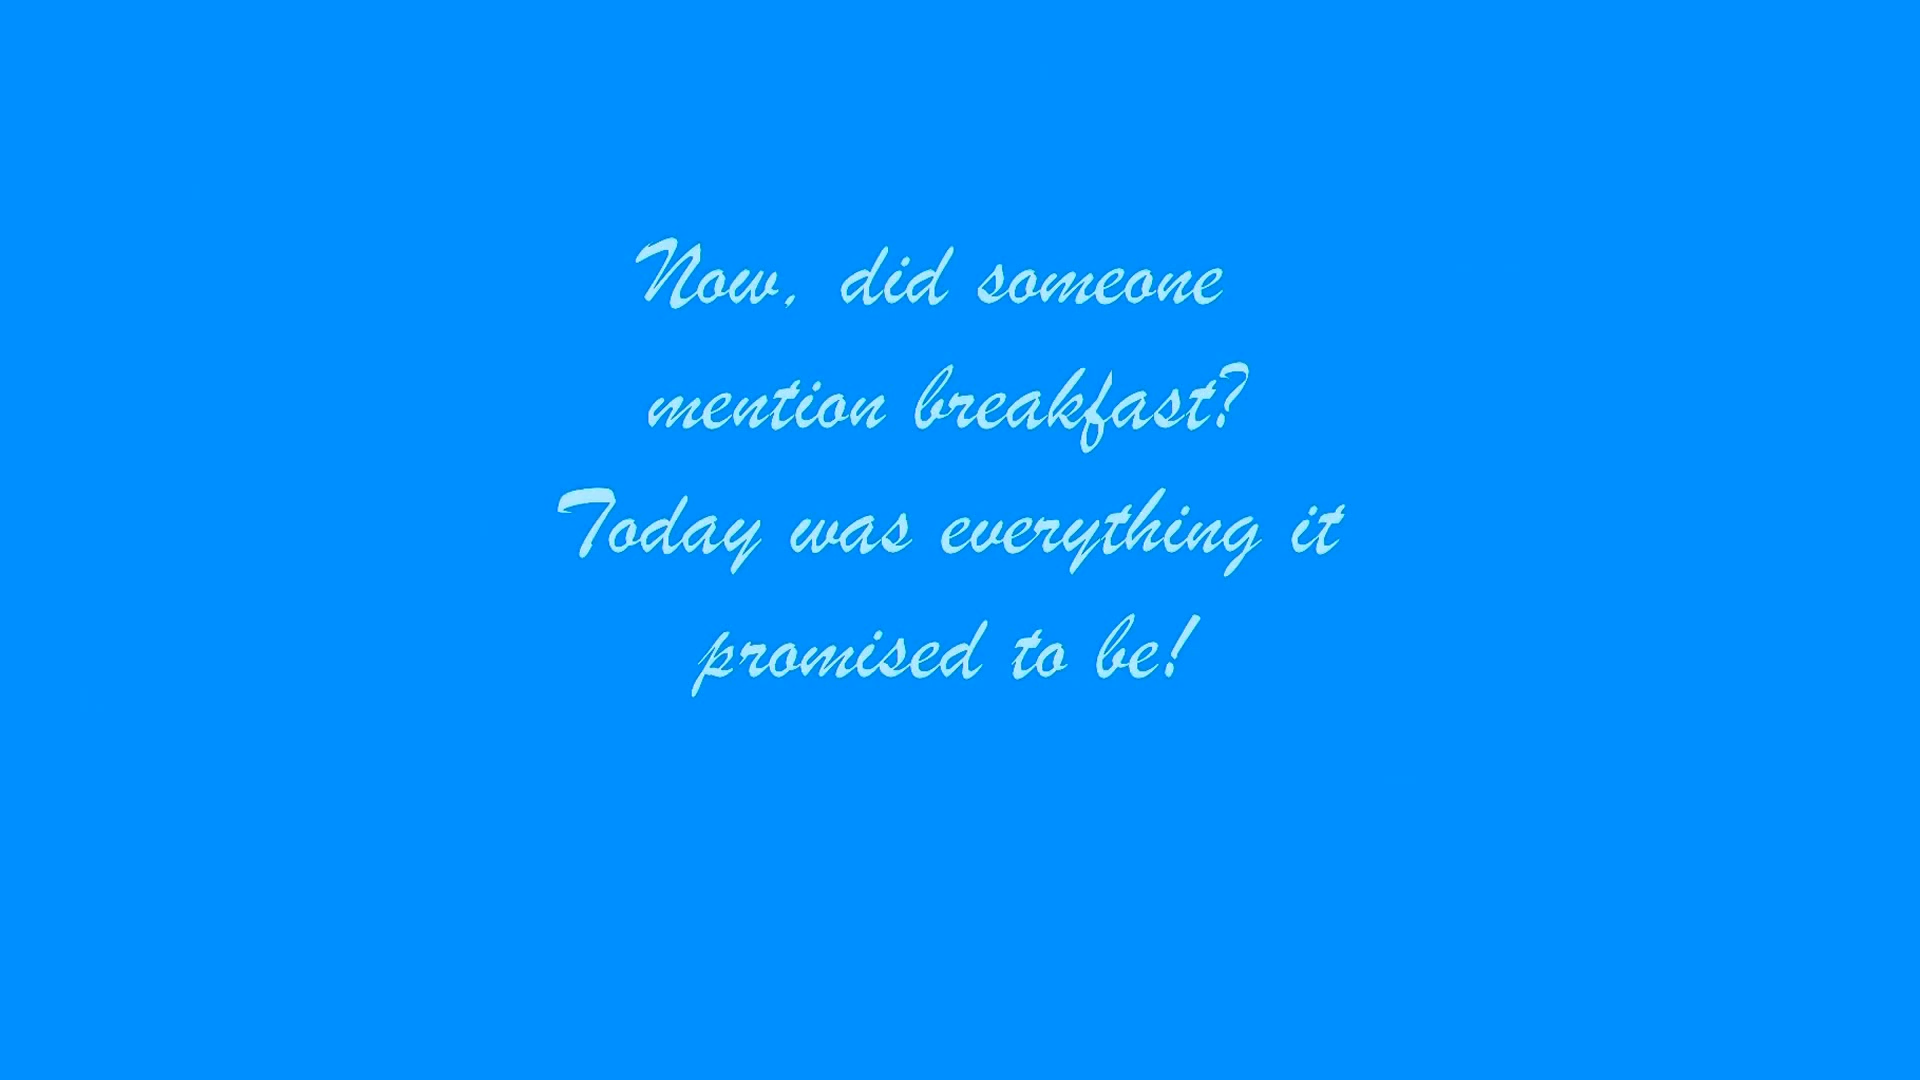 Now, did someone
mention breakfast?
Today was everything it
promised to be!